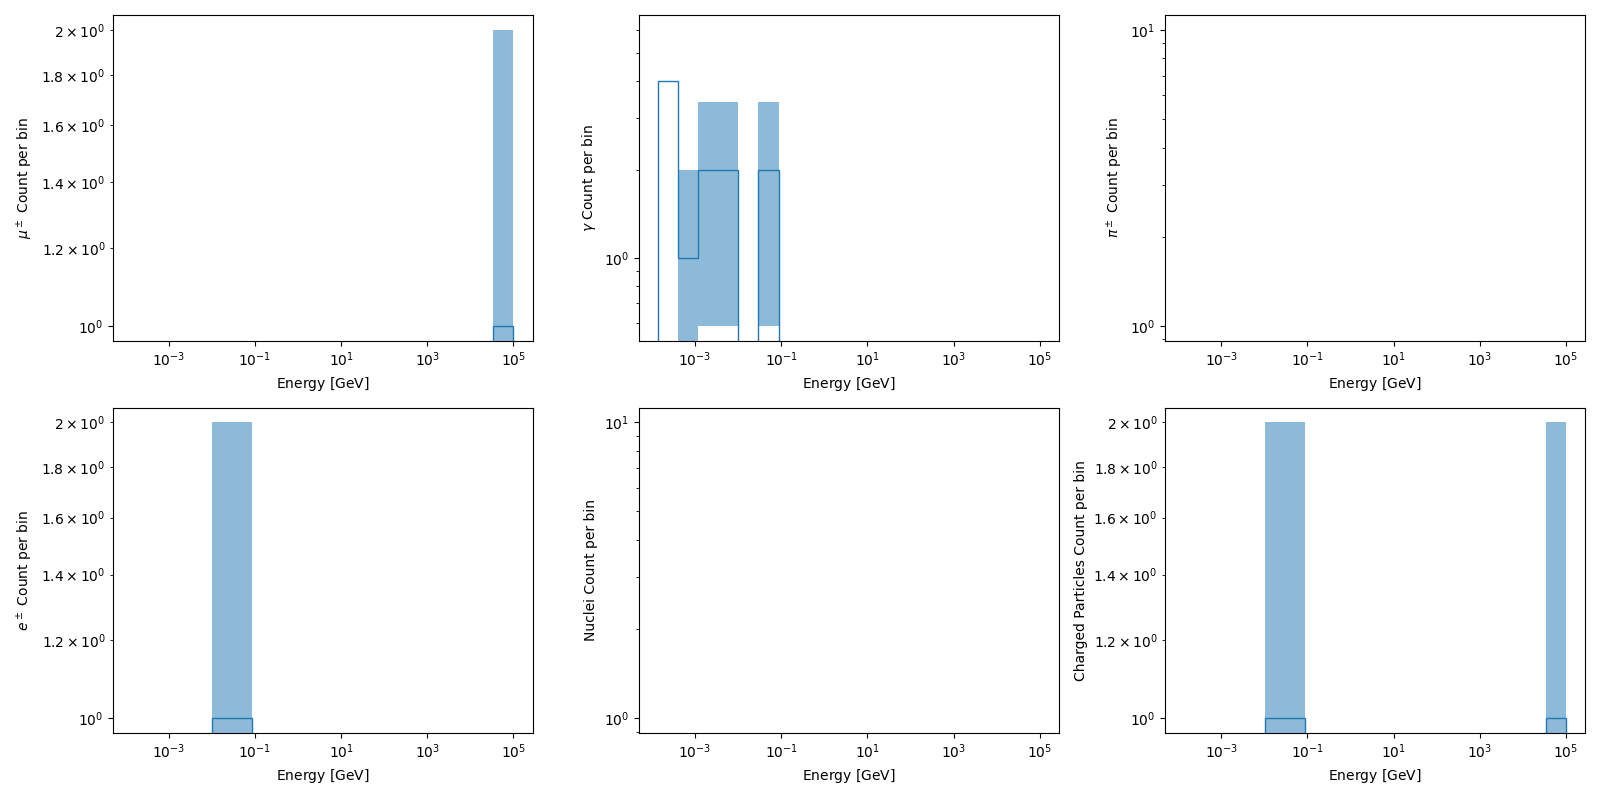 2 × 10⁰
1.8 × 10⁰
1.6 × 10⁰
1.4 × 10⁰
1.2 × 10⁰
10⁰
μ± Count per bin
10⁻³ 10⁻¹ 10¹ 10³ 10⁵
Energy [GeV]
10⁰
γ Count per bin
10⁻³ 10⁻¹ 10¹ 10³ 10⁵
Energy [GeV]
10¹
10⁰
π± Count per bin
10⁻³ 10⁻¹ 10¹ 10³ 10⁵
Energy [GeV]
2 × 10⁰
1.8 × 10⁰
1.6 × 10⁰
1.4 × 10⁰
1.2 × 10⁰
10⁰
e± Count per bin
10⁻³ 10⁻¹ 10¹ 10³ 10⁵
Energy [GeV]
10¹
10⁰
Nuclei Count per bin
10⁻³ 10⁻¹ 10¹ 10³ 10⁵
Energy [GeV]
2 × 10⁰
1.8 × 10⁰
1.6 × 10⁰
1.4 × 10⁰
1.2 × 10⁰
10⁰
Charged Particles Count per bin
10⁻³ 10⁻¹ 10¹ 10³ 10⁵
Energy [GeV]